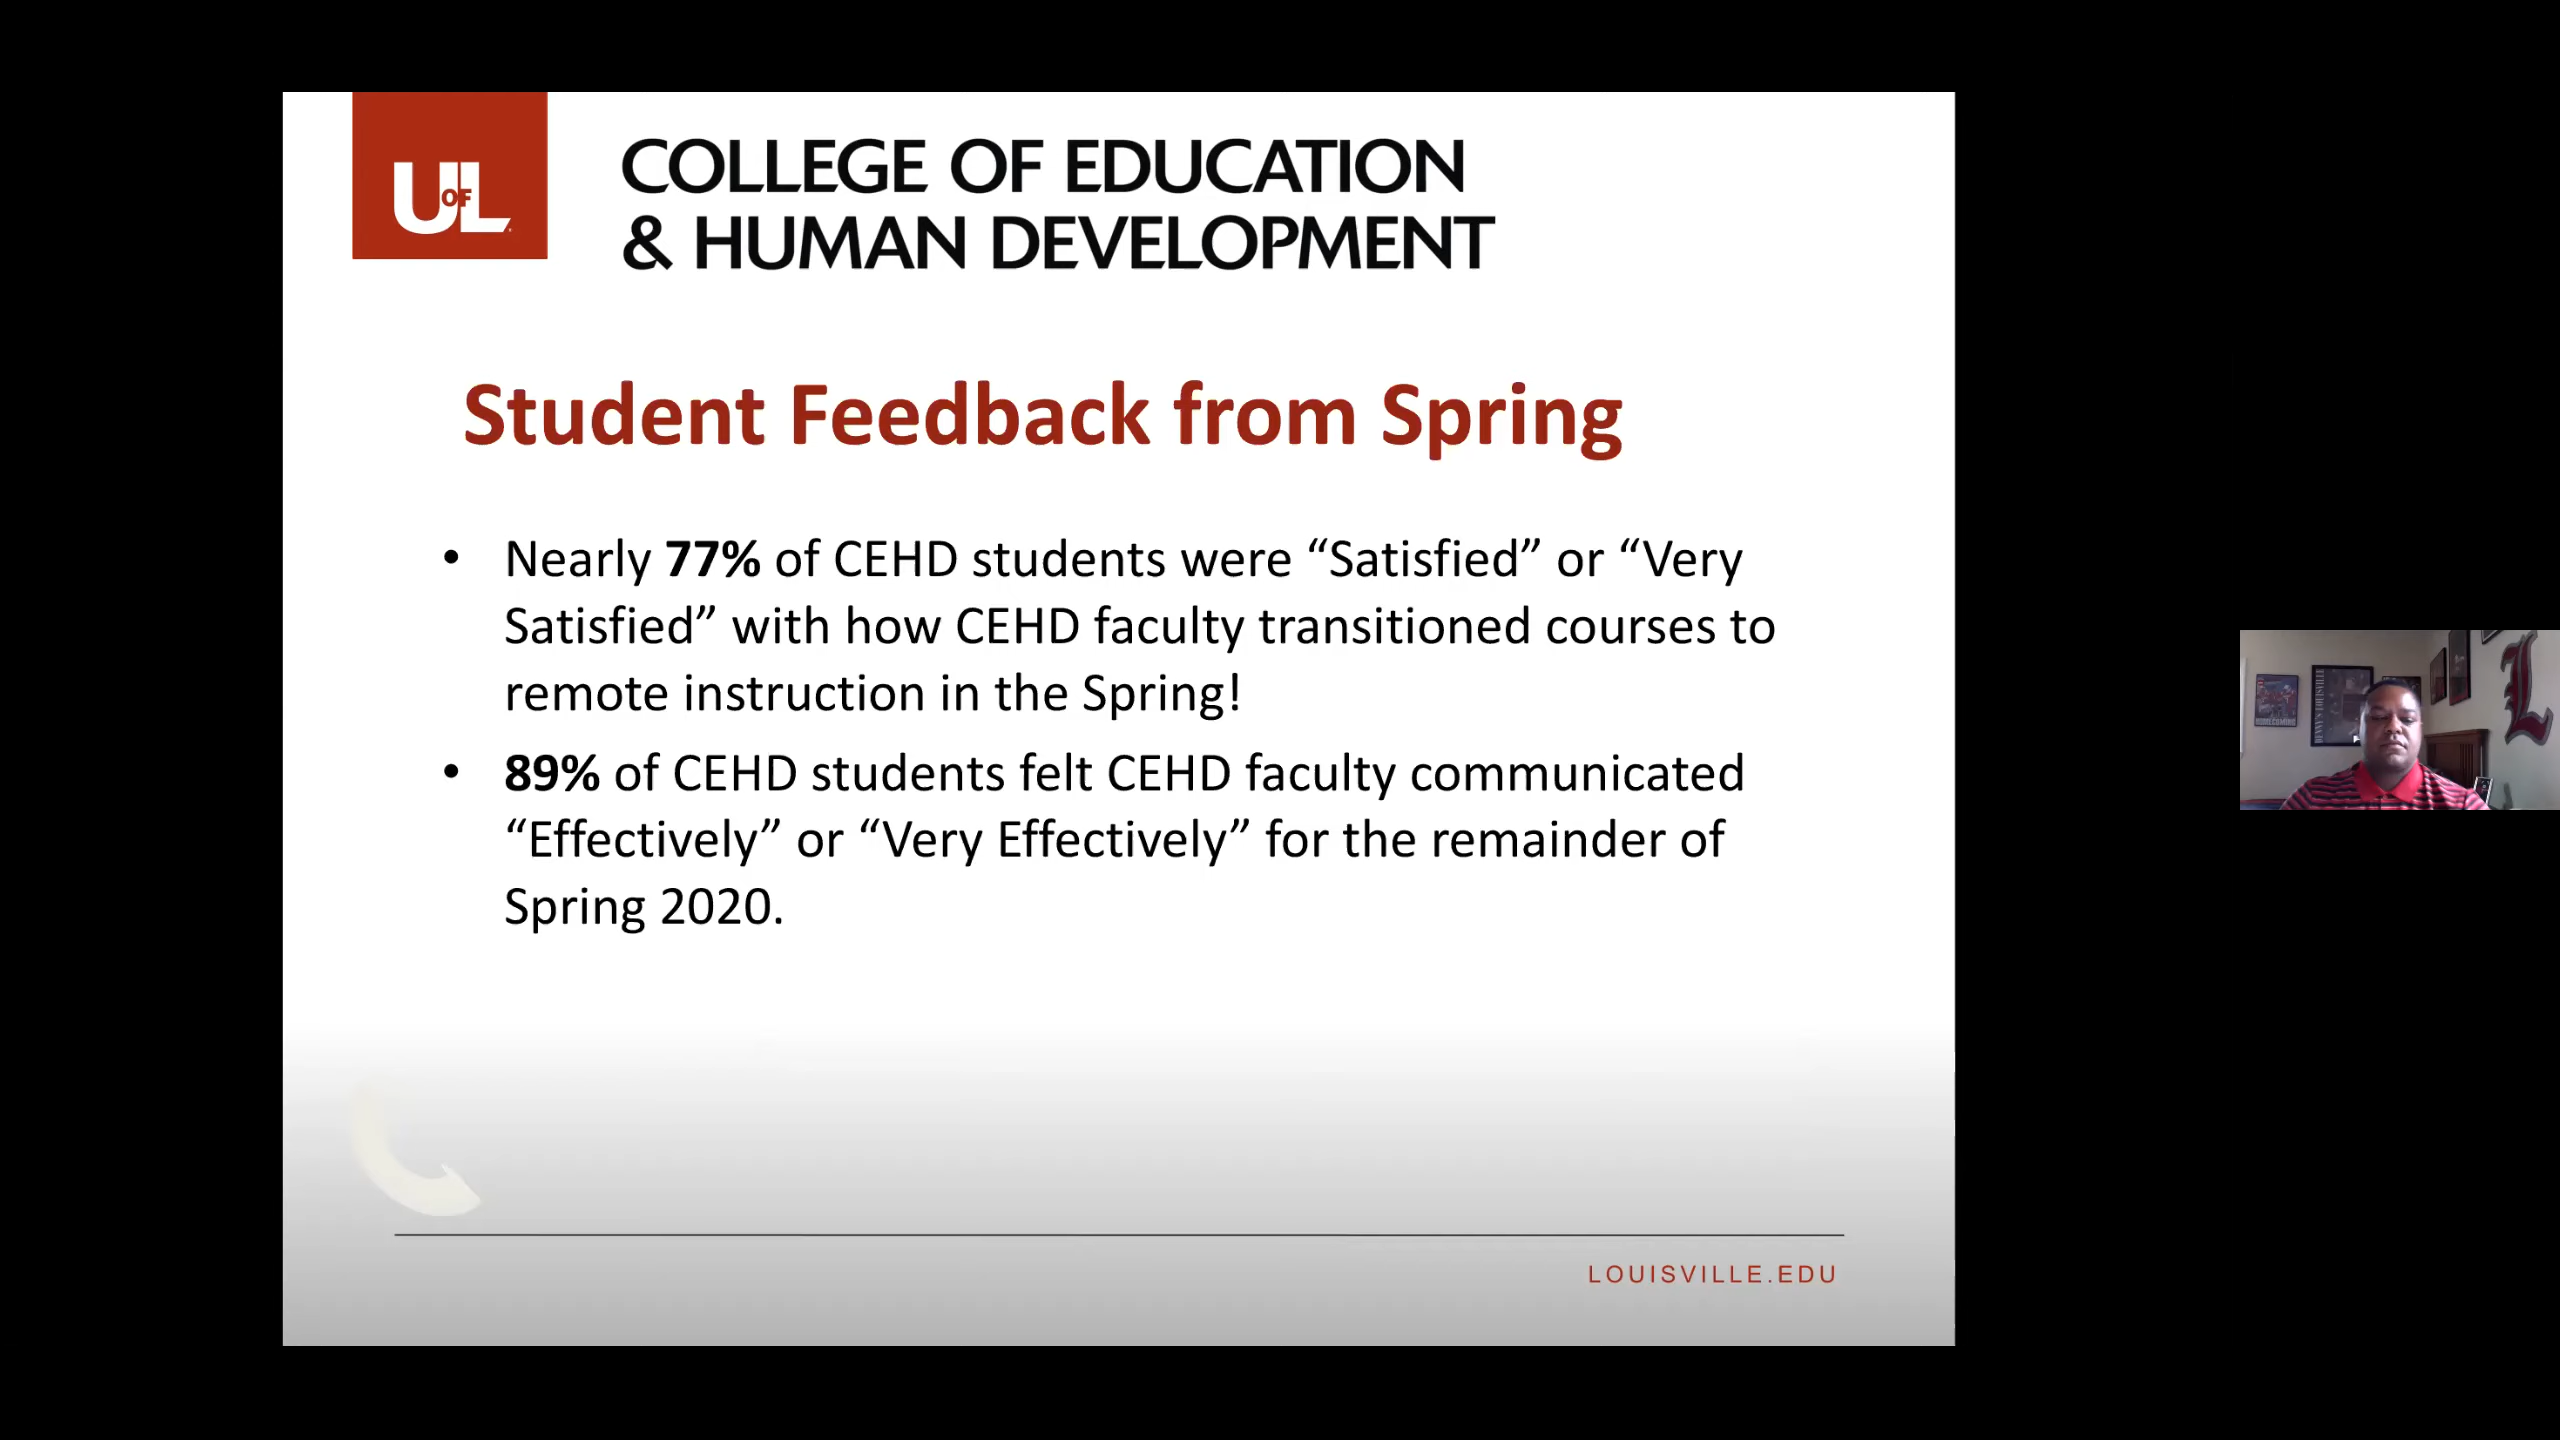 UOFL
COLLEGE OF EDUCATION
& HUMAN DEVELOPMENT
Student Feedback from Spring
• Nearly 77% of CEHD students were “Satisfied” or “Very
Satisfied” with how CEHD faculty transitioned courses to
remote instruction in the Spring!
• 89% of CEHD students felt CEHD faculty communicated
“Effectively” or “Very Effectively” for the remainder of
Spring 2020.
LOUISVILLE.EDU
L